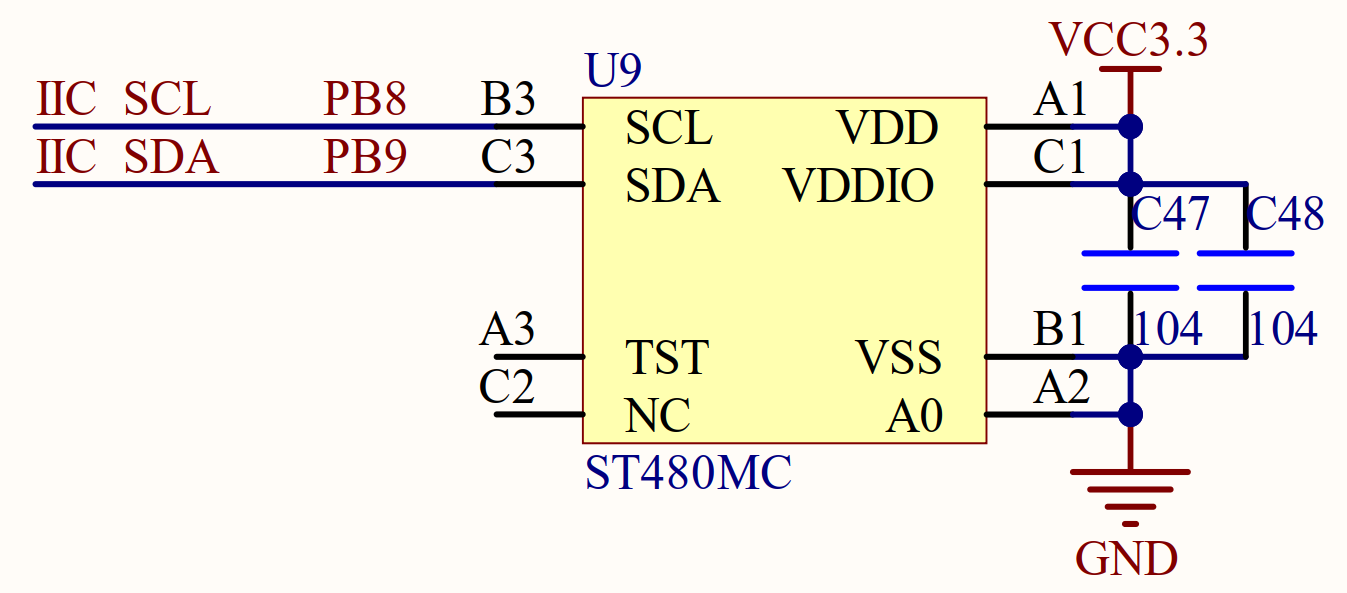 VCC3.3
U9
IIC SCL PB8 B3 SCL VDD A1
IIC SDA PB9 C3 SDA VDDIO C1
C47 C48
A3 TST VSS B1 104 104
C2 NC A0 A2
ST480MC
GND